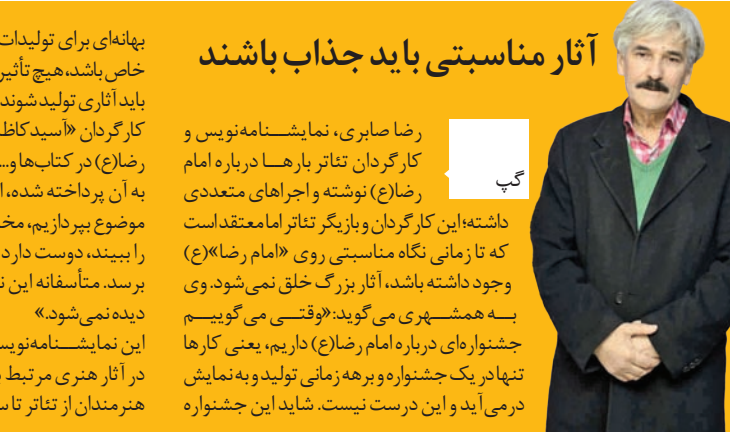 آثار مناسبتی باید جذاب باشند
گپ
رضا صابری، نمایشنامه‌نویس و
کارگردان تئاتر بارها درباره امام
رضا(ع) نوشته و اجراهای متعددی
داشته؛ این کارگردان و بازیگر تئاتر اما معتقد است
که تا زمانی نگاه مناسبتی روی «امام رضا»(ع)
وجود داشته باشد، آثار بزرگ خلق نمی‌شود. وی
به همشهری می‌گوید: «وقتی می‌گوییم
جشنواره‌ای درباره امام رضا(ع) داریم، یعنی کارها
تنها در یک جشنواره و برهه زمانی تولید و به نمایش
درمی‌آید و این درست نیست. شاید این جشنواره
بهانه‌ای برای تولیدات
خاص باشد، هیچ تأثیر
باید آثاری تولید شوند
کارگردان «آسید کاظ
رضا(ع) در کتاب‌ها و...
به آن پرداخته شده، ا
موضوع بپردازیم، مخ
را ببیند، دوست دارد
برسد. متأسفانه این ن
دیده نمی‌شود.»
این نمایشنامه‌نویس
در آثار هنری مرتبط
هنرمندان از تئاتر تا س